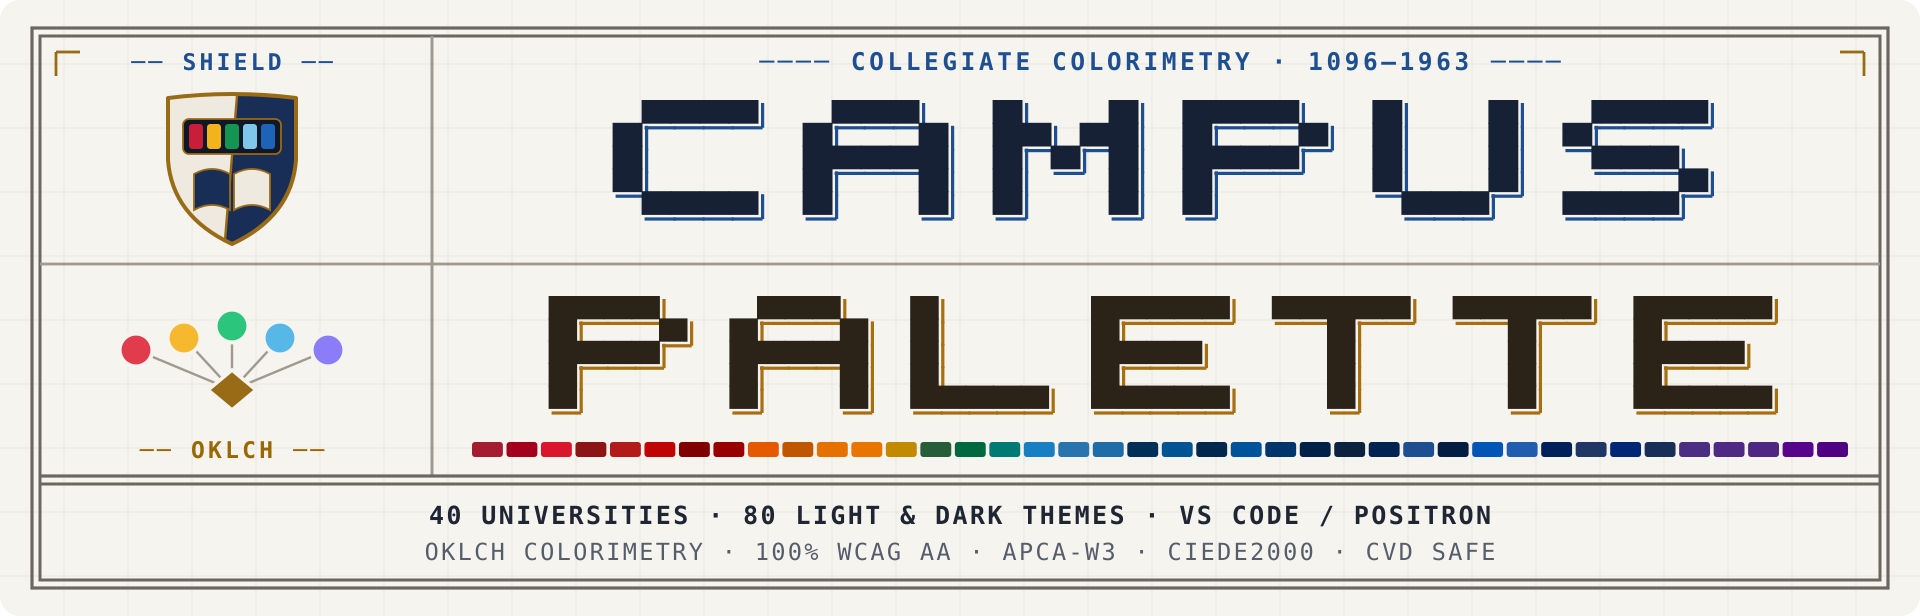 —— SHIELD ——
———— COLLEGIATE COLORIMETRY · 1096—1963 ————
CAMPUS
PALETTE
—— OKLCH ——
40 UNIVERSITIES · 80 LIGHT & DARK THEMES · VS CODE / POSITRON
OKLCH COLORIMETRY · 100% WCAG AA · APCA-W3 · CIEDE2000 · CVD SAFE